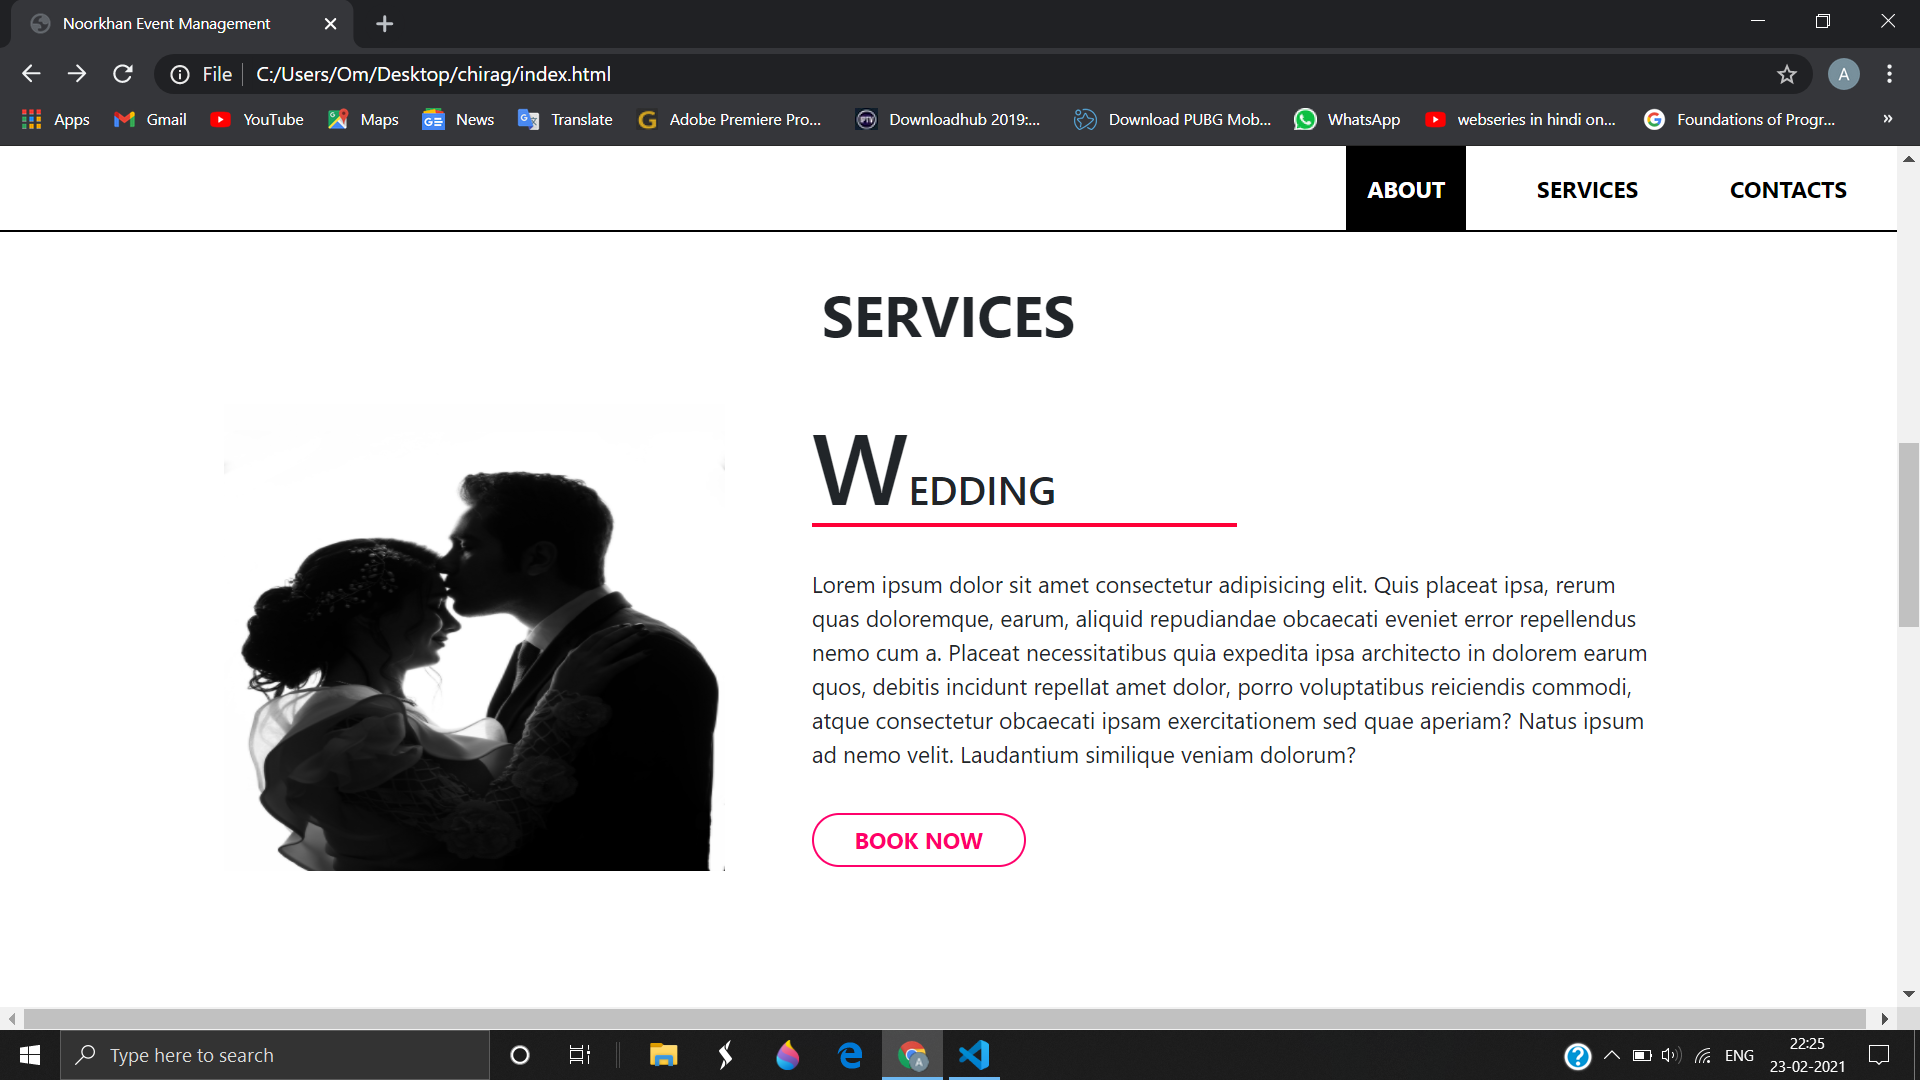 Noorkhan Event Management
File C:/Users/Om/Desktop/chirag/index.html A
Apps Gmail YouTube Maps News Translate Adobe Premiere Pro... Downloadhub 2019:... Download PUBG Mob... WhatsApp webseries in hindi on... Foundations of Progr... »
ABOUT SERVICES CONTACTS
SERVICES
WEDDING
Lorem ipsum dolor sit amet consectetur adipisicing elit. Quis placeat ipsa, rerum
quas doloremque, earum, aliquid repudiandae obcaecati eveniet error repellendus
nemo cum a. Placeat necessitatibus quia expedita ipsa architecto in dolorem earum
quos, debitis incidunt repellat amet dolor, porro voluptatibus reiciendis commodi,
atque consectetur obcaecati ipsam exercitationem sed quae aperiam? Natus ipsum
ad nemo velit. Laudantium similique veniam dolorum?
BOOK NOW
Type here to search
ENG
22:25
23-02-2021